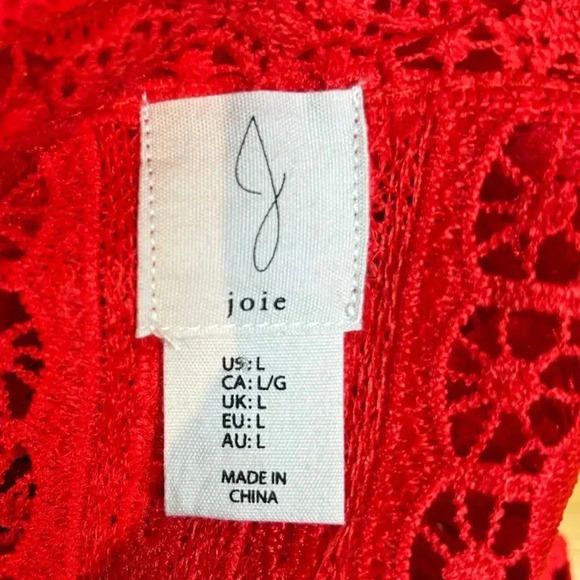 J
joie
US: L
CA: L/G
UK: L
EU: L
AU: L
MADE IN
CHINA